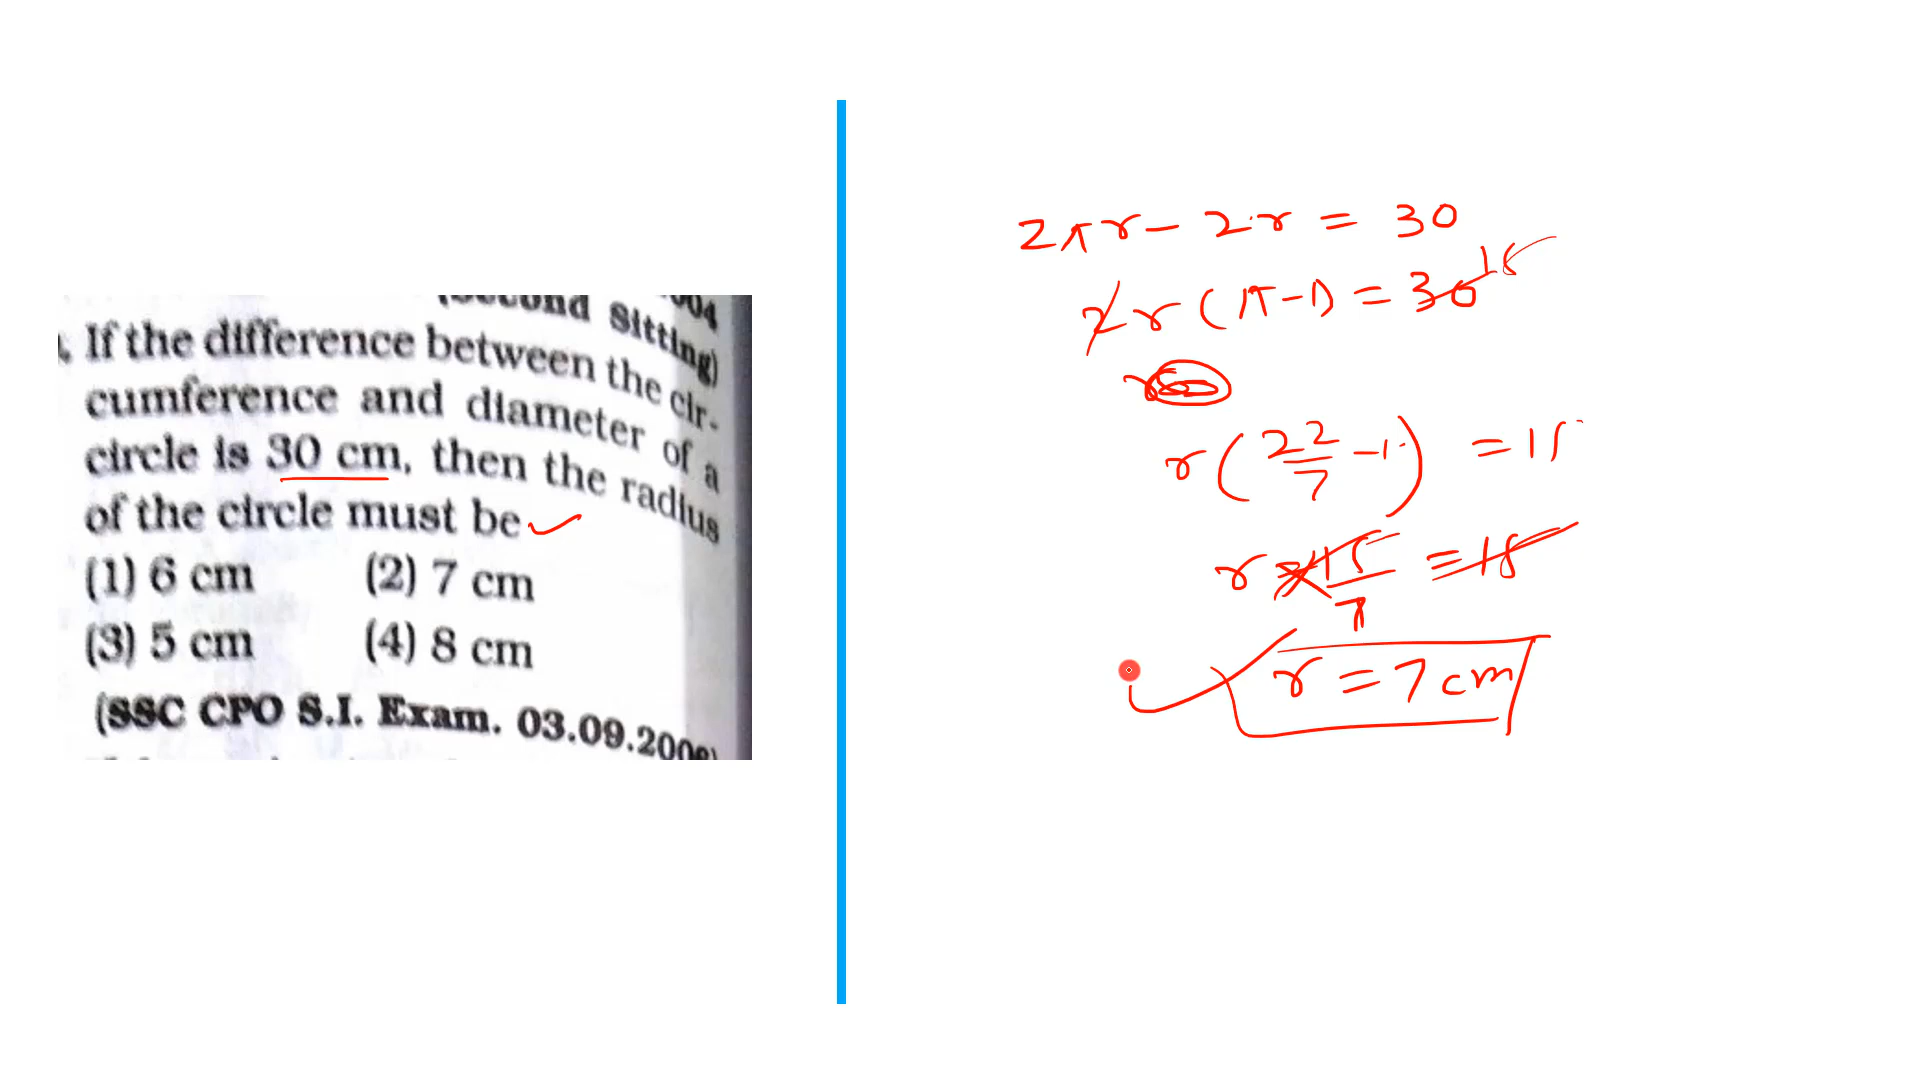 (Second Sitting)
If the difference between the cir-
cumference and diameter of a
circle is 30 cm, then the radius
of the circle must be
(1) 6 cm (2) 7 cm
(3) 5 cm (4) 8 cm
(SSC CPO S.I. Exam. 03.09.2006)
2πr - 2·r = 30
2r (π-1) = 30 15
r
r(22/7 - 1) = 15
r × 15/7 = 15
r = 7 cm